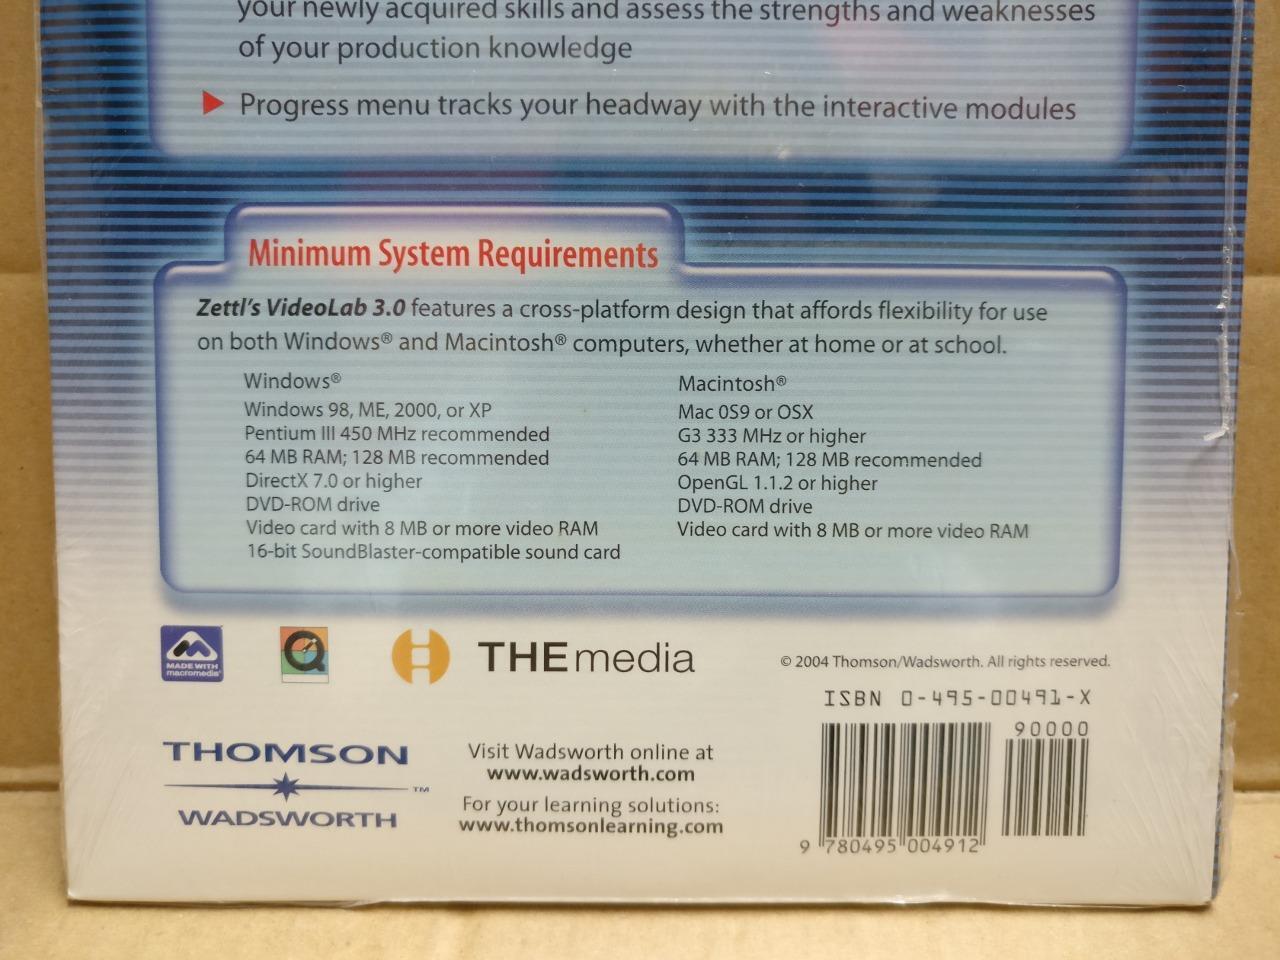 your newly acquired skills and assess the strengths and weaknesses
of your production knowledge
Progress menu tracks your headway with the interactive modules
Minimum System Requirements
Zettl's VideoLab 3.0 features a cross-platform design that affords flexibility for use
on both Windows® and Macintosh® computers, whether at home or at school.
Windows®
Windows 98, ME, 2000, or XP
Pentium III 450 MHz recommended
64 MB RAM; 128 MB recommended
DirectX 7.0 or higher
DVD-ROM drive
Video card with 8 MB or more video RAM
16-bit SoundBlaster-compatible sound card
Macintosh®
Mac 0S9 or OSX
G3 333 MHz or higher
64 MB RAM; 128 MB recommended
OpenGL 1.1.2 or higher
DVD-ROM drive
Video card with 8 MB or more video RAM
MADE WITH
macromedia®
THEmedia
© 2004 Thomson/Wadsworth. All rights reserved.
ISBN 0-495-00491-X
90000
9 780495 004912
THOMSON
™
WADSWORTH
Visit Wadsworth online at
www.wadsworth.com
For your learning solutions:
www.thomsonlearning.com